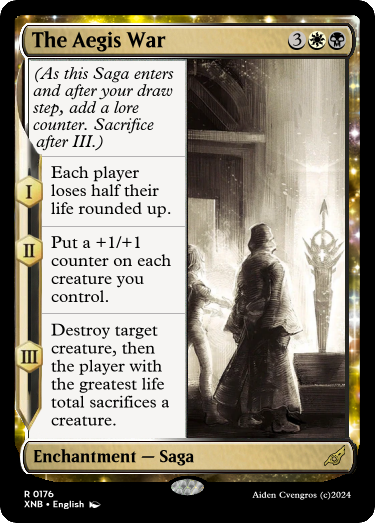 The Aegis War 3
(As this Saga enters
and after your draw
step, add a lore
counter. Sacrifice
after III.)
I
Each player
loses half their
life rounded up.
II
Put a +1/+1
counter on each
creature you
control.
III
Destroy target
creature, then
the player with
the greatest life
total sacrifices a
creature.
Enchantment — Saga
R 0176
XNB • English
Aiden Cvengros (c)2024